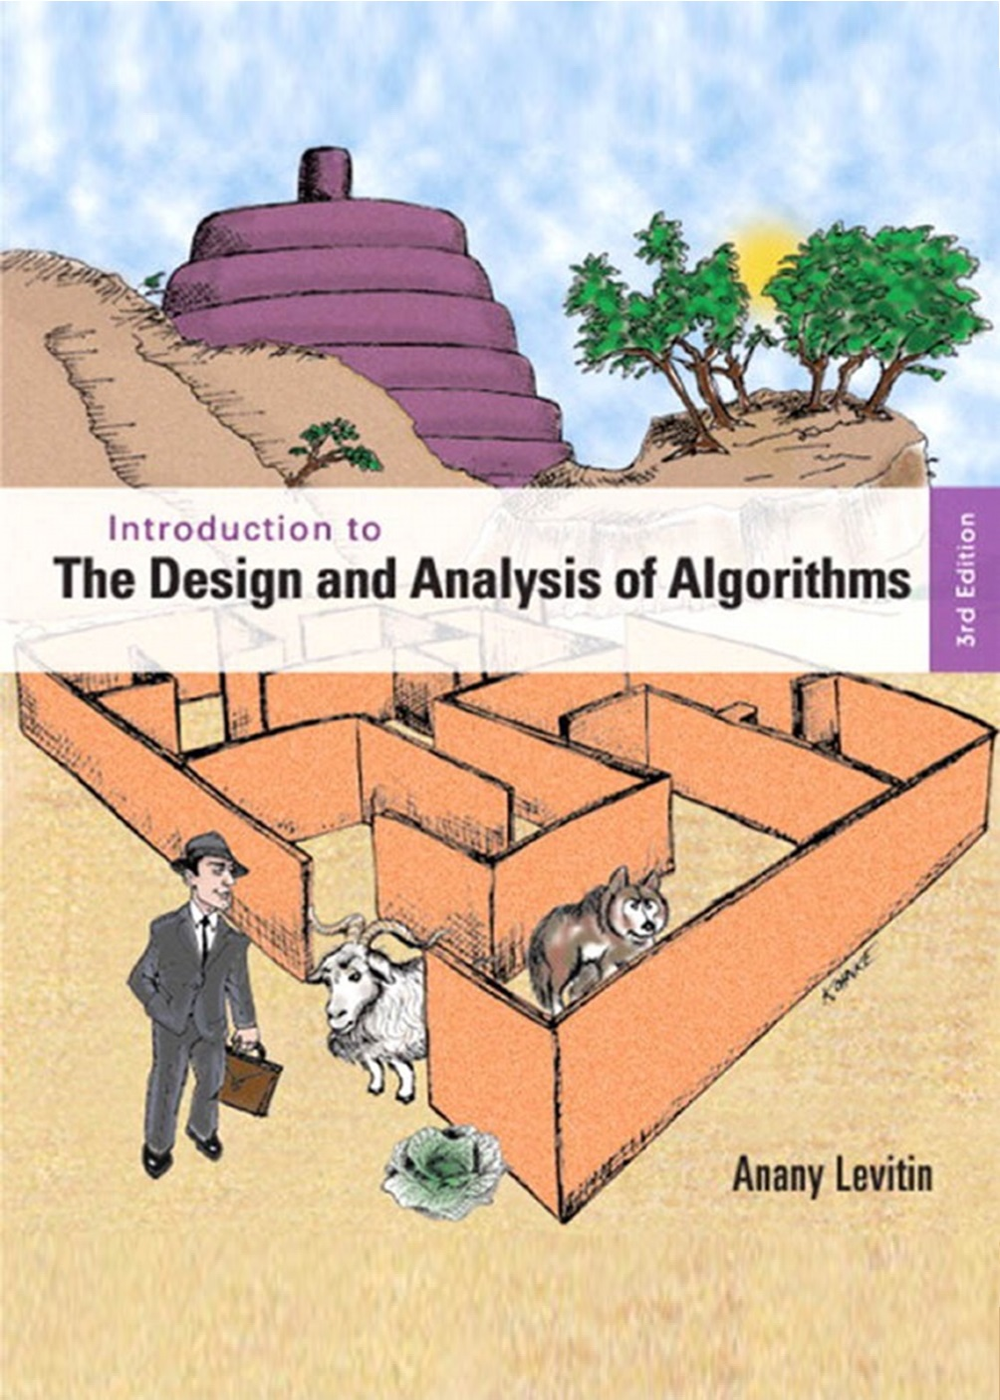 Introduction to
The Design and Analysis of Algorithms
3rd Edition
Anany Levitin